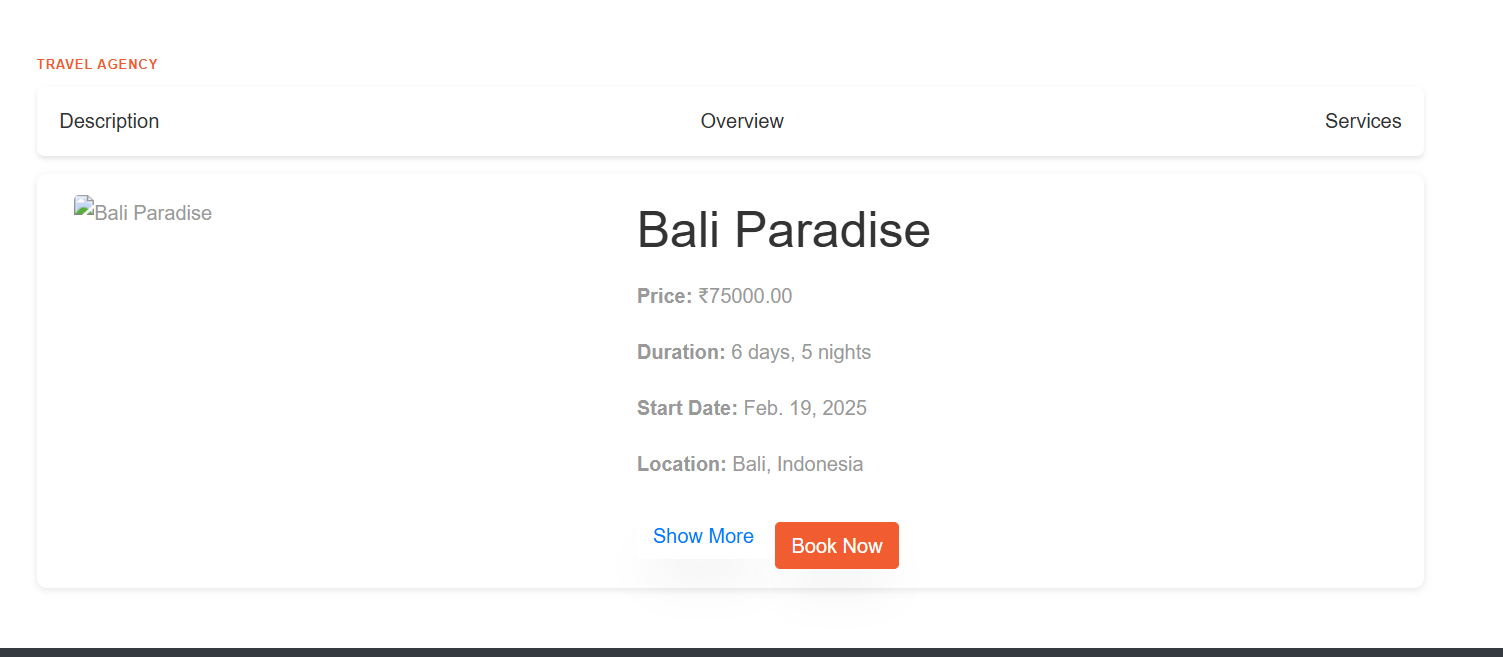 TRAVEL AGENCY
Description Overview Services
Bali Paradise
Bali Paradise
Price: ₹75000.00
Duration: 6 days, 5 nights
Start Date: Feb. 19, 2025
Location: Bali, Indonesia
Show More Book Now